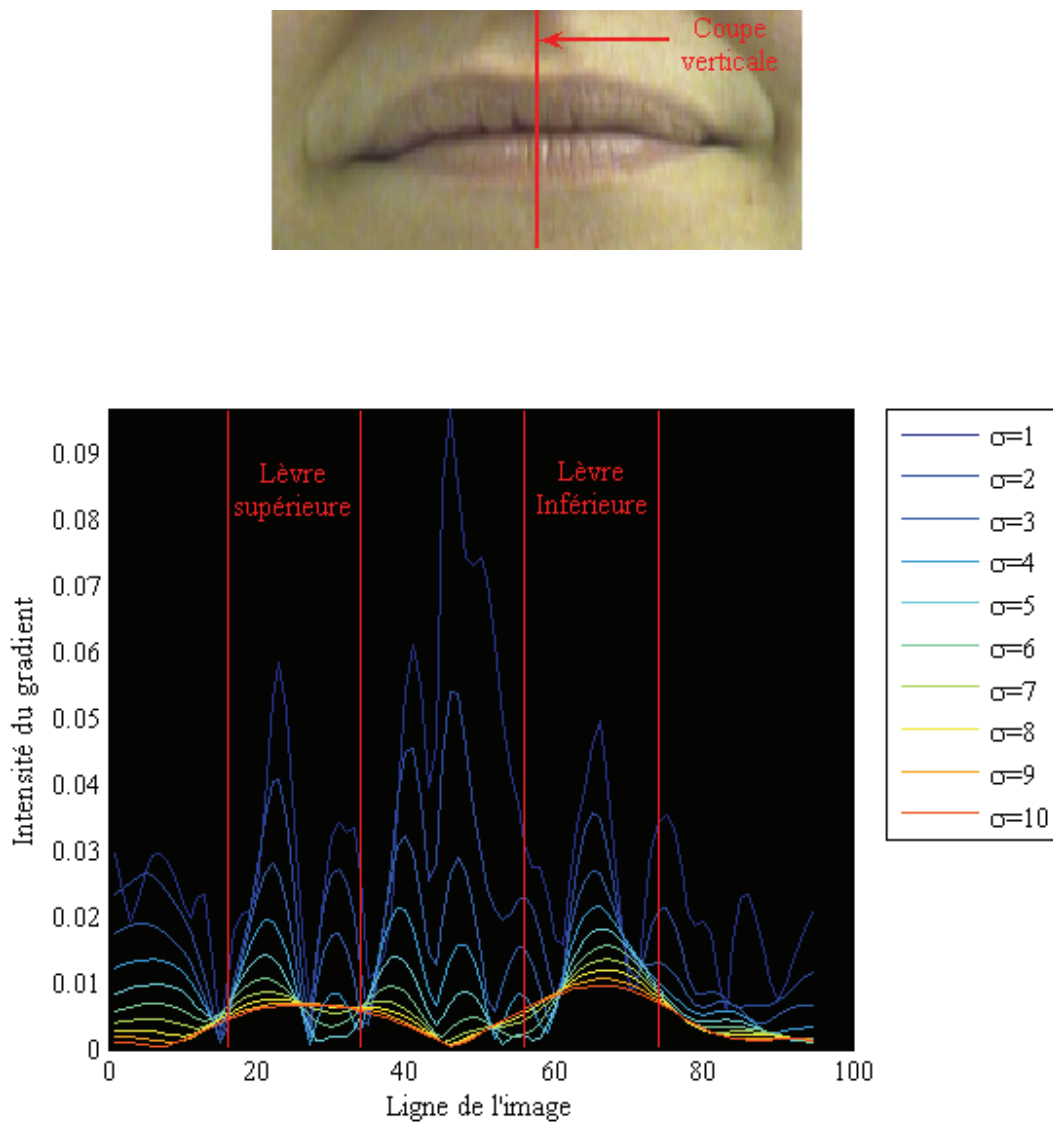 Coupe
verticale
Lèvre
supérieure
Lèvre
Inférieure
0.09
0.08
0.07
0.06
0.05
0.04
0.03
0.02
0.01
0
Intensité du gradient
0 20 40 60 80 100
Ligne de l'image
σ=1
σ=2
σ=3
σ=4
σ=5
σ=6
σ=7
σ=8
σ=9
σ=10